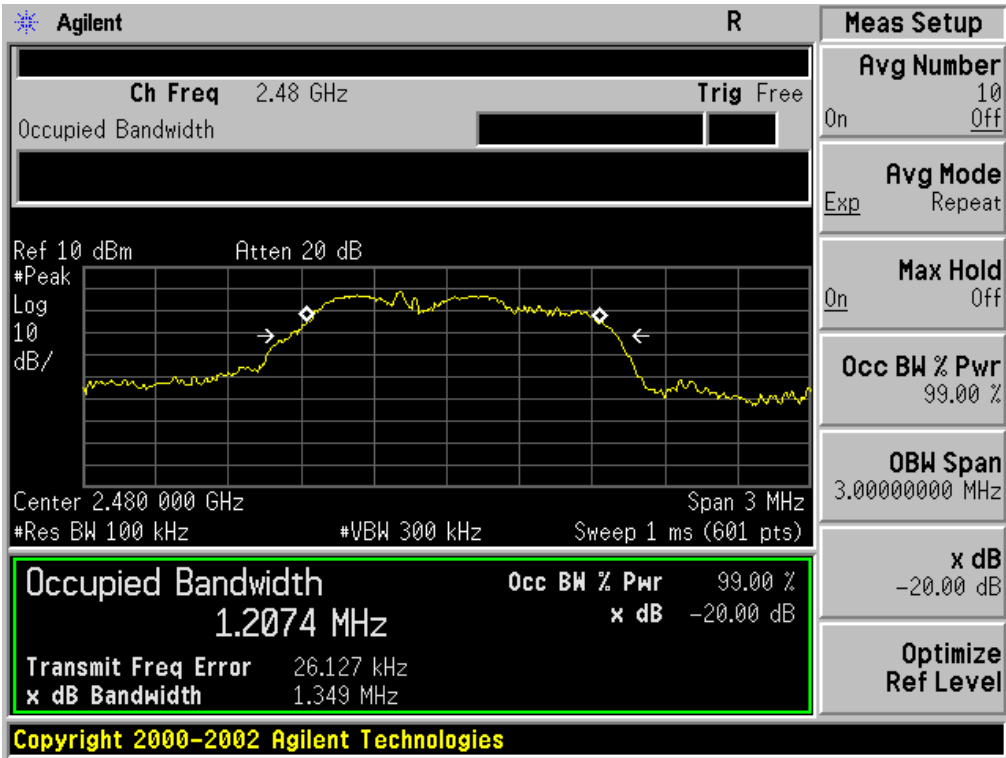 Agilent R Meas Setup
Ch Freq 2.48 GHz Trig Free
Occupied Bandwidth
Ref 10 dBm Atten 20 dB
#Peak
Log
10
dB/
Center 2.480 000 GHz Span 3 MHz
#Res BW 100 kHz #VBW 300 kHz Sweep 1 ms (601 pts)
Occupied Bandwidth Occ BW % Pwr 99.00 %
1.2074 MHz x dB -20.00 dB
Transmit Freq Error 26.127 kHz
x dB Bandwidth 1.349 MHz
Copyright 2000-2002 Agilent Technologies
Avg Number
10
On Off
Avg Mode
Exp Repeat
Max Hold
On Off
Occ BW % Pwr
99.00 %
OBW Span
3.00000000 MHz
x dB
-20.00 dB
Optimize
Ref Level